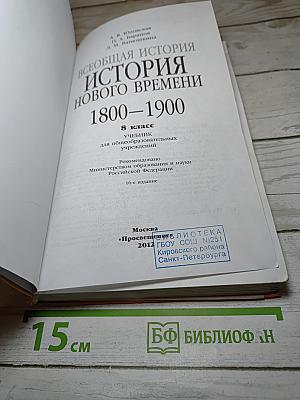 А. Я. Юдовская
П. А. Баранов
Л. М. Ванюшкина
ВСЕОБЩАЯ ИСТОРИЯ
ИСТОРИЯ
НОВОГО ВРЕМЕНИ
1800—1900
8 класс
УЧЕБНИК
для общеобразовательных
учреждений
Рекомендовано
Министерством образования и науки
Российской Федерации
16-е издание
Москва
«Просвещение»
2012
БИБЛИОТЕКА
ГБОУ СОШ №251
Кировского района
Санкт-Петербурга
15 см
БФ БИБЛИОФ